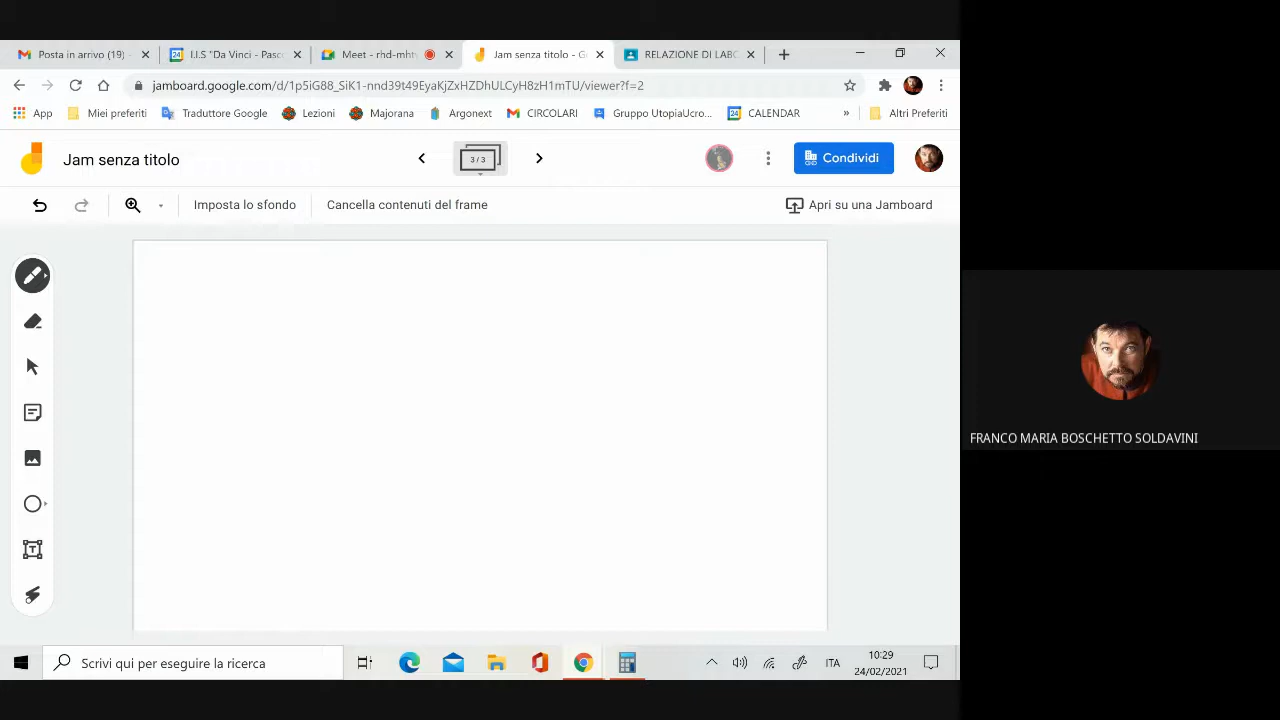 Posta in arrivo (19) -
I.I.S "Da Vinci - Pasc
Meet - rhd-mht
Jam senza titolo - G
RELAZIONE DI LABC
jamboard.google.com/d/1p5iG88_SiK1-nnd39t49EyaKjZxHZDhULCyH8zH1mTU/viewer?f=2
App
Miei preferiti
Traduttore Google
Lezioni
Majorana
Argonext
CIRCOLARI
Gruppo UtopiaUcro...
CALENDAR
»
Altri Preferiti
Jam senza titolo
3 / 3
Condividi
Imposta lo sfondo
Cancella contenuti del frame
Apri su una Jamboard
FRANCO MARIA BOSCHETTO SOLDAVINI
Scrivi qui per eseguire la ricerca
ITA
10:29
24/02/2021